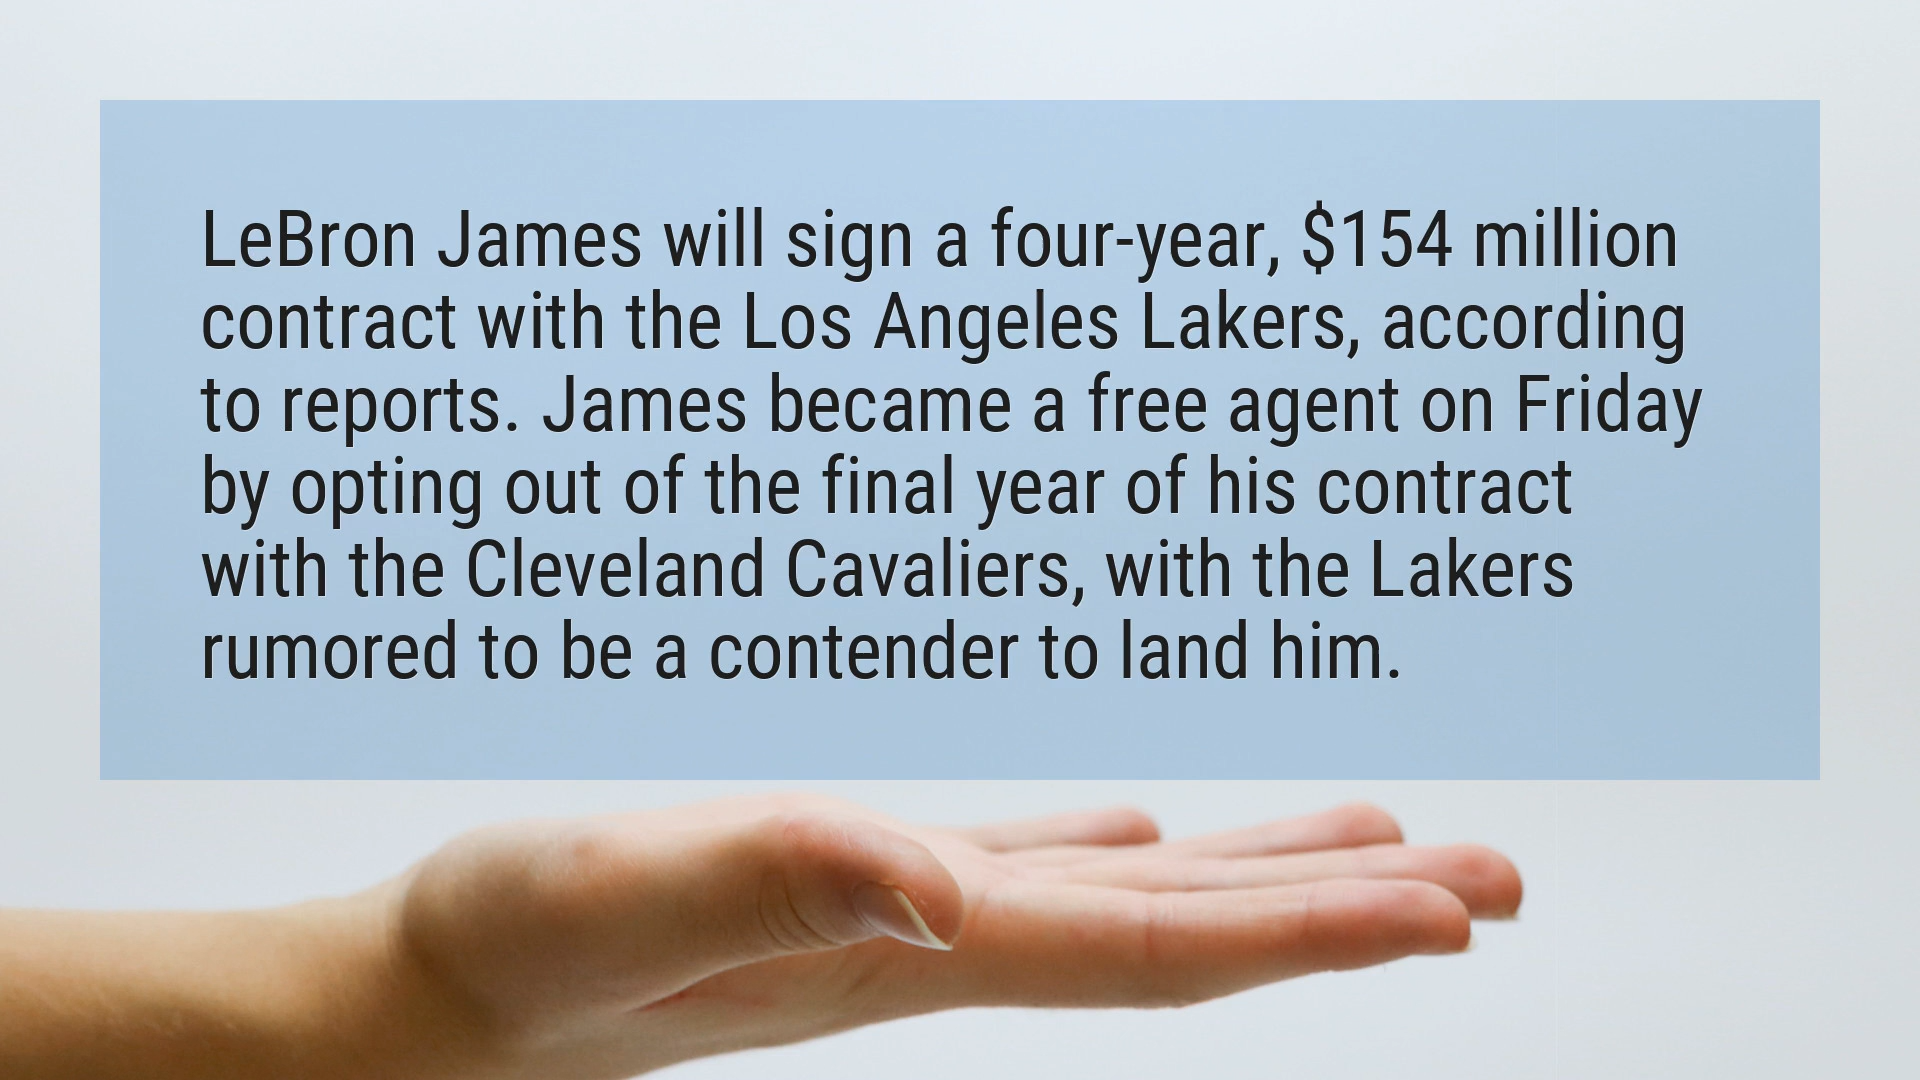 LeBron James will sign a four-year, $154 million
contract with the Los Angeles Lakers, according
to reports. James became a free agent on Friday
by opting out of the final year of his contract
with the Cleveland Cavaliers, with the Lakers
rumored to be a contender to land him.